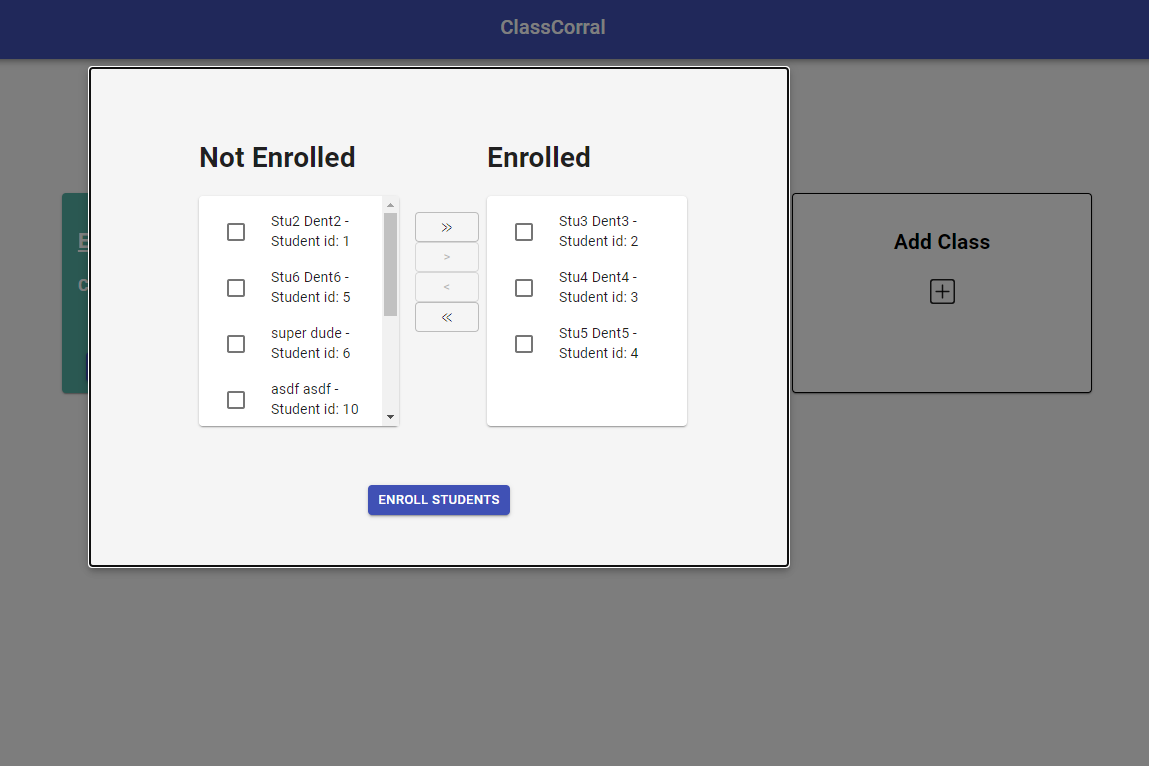 ClassCorral
Not Enrolled
Stu2 Dent2 -
Student id: 1
Stu6 Dent6 -
Student id: 5
super dude -
Student id: 6
asdf asdf -
Student id: 10
≫
>
<
≪
Enrolled
Stu3 Dent3 -
Student id: 2
Stu4 Dent4 -
Student id: 3
Stu5 Dent5 -
Student id: 4
ENROLL STUDENTS
Add Class